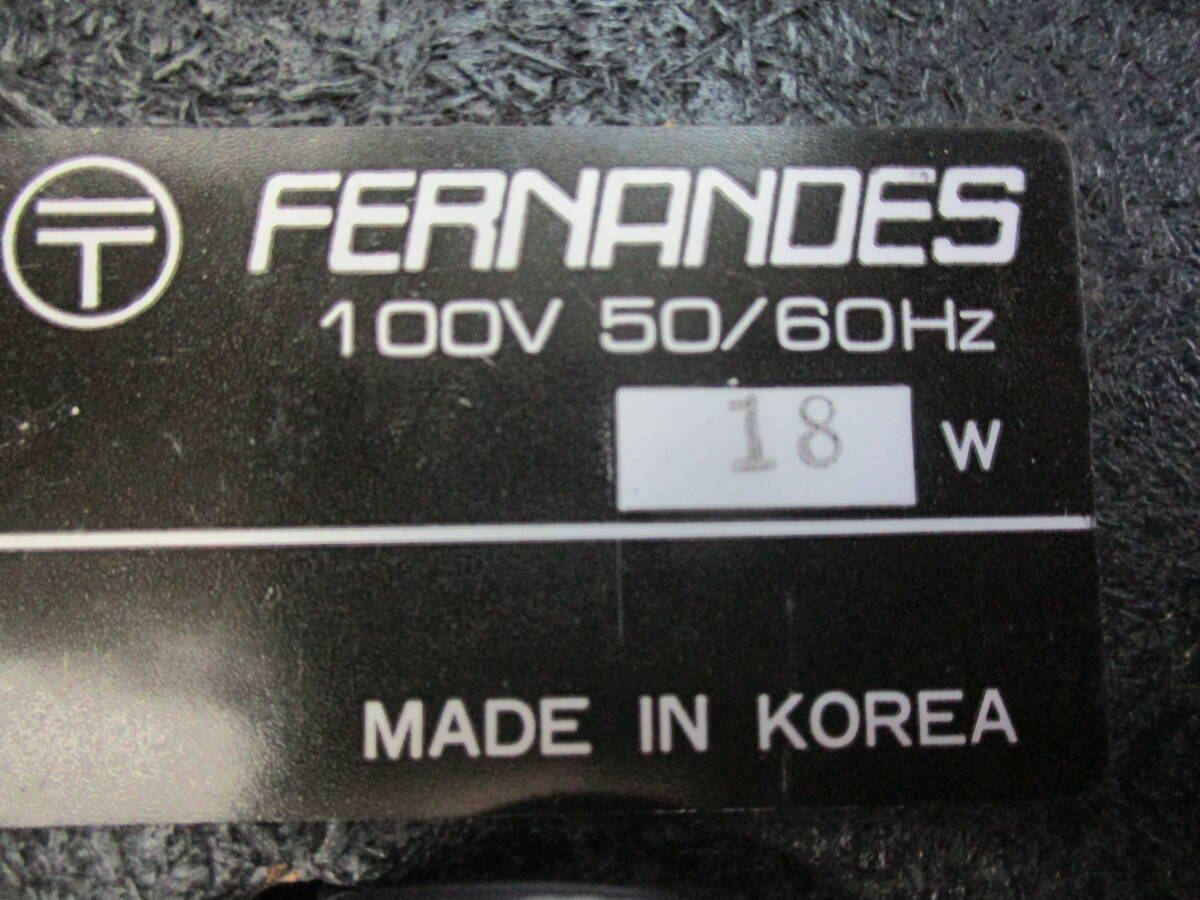 〒 FERNANDES
100V 50/60Hz
18 W
MADE IN KOREA